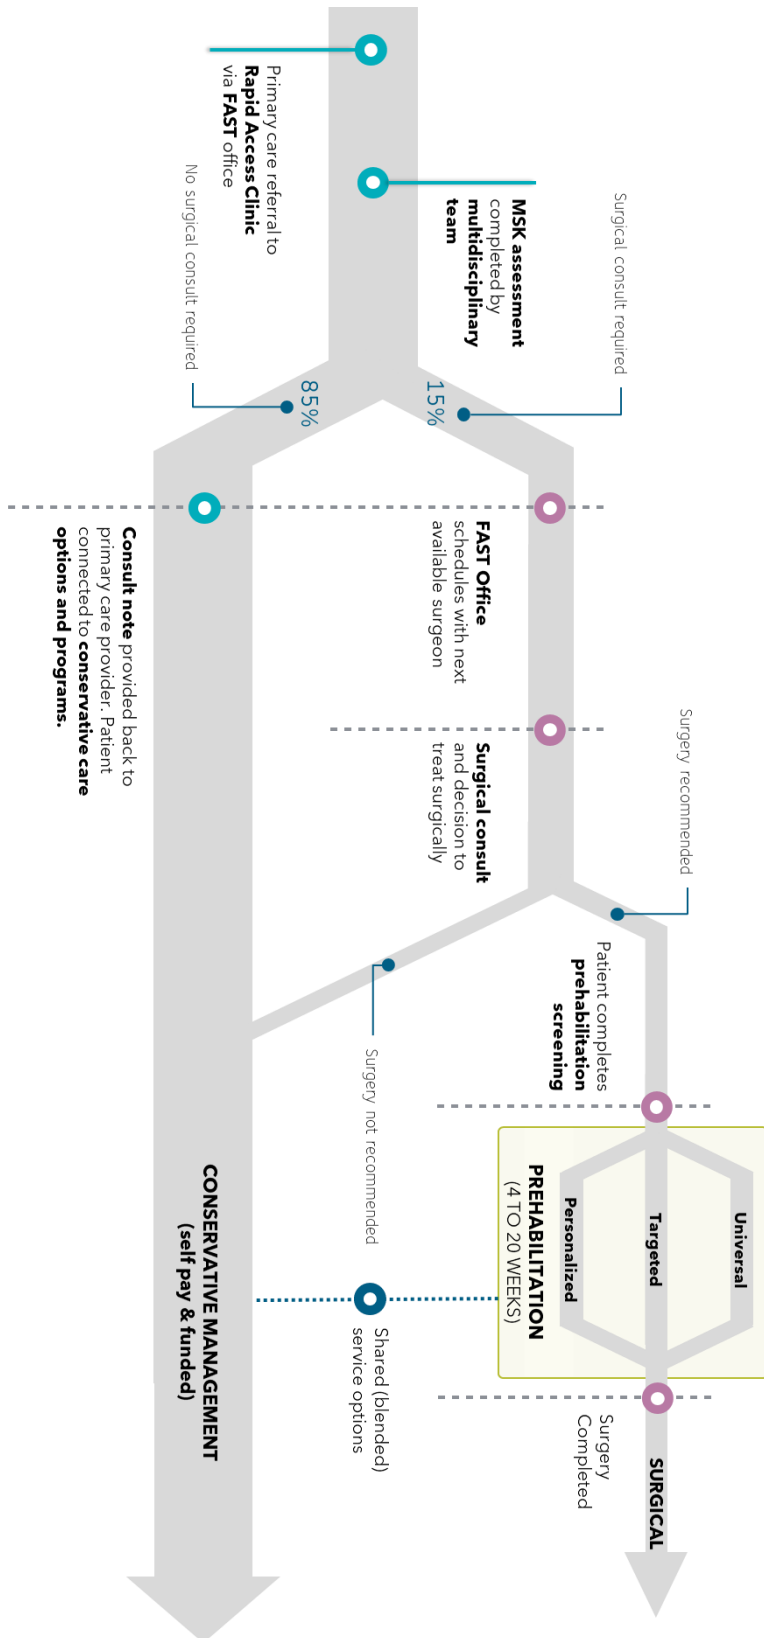 Primary care referral to
Rapid Access Clinic
via FAST office
MSK assessment
completed by
multidisciplinary
team
Surgical consult required
No surgical consult required
15%
85%
FAST Office
schedules with next
available surgeon
Consult note provided back to
primary care provider. Patient
connected to conservative care
options and programs.
Surgical consult
and decision to
treat surgically
Surgery recommended
Surgery not recommended
Patient completes
prehabilitation
screening
Universal
Targeted
Personalized
PREHABILITATION
(4 TO 20 WEEKS)
Surgery
Completed
SURGICAL
Shared (blended)
service options
CONSERVATIVE MANAGEMENT
(self pay & funded)